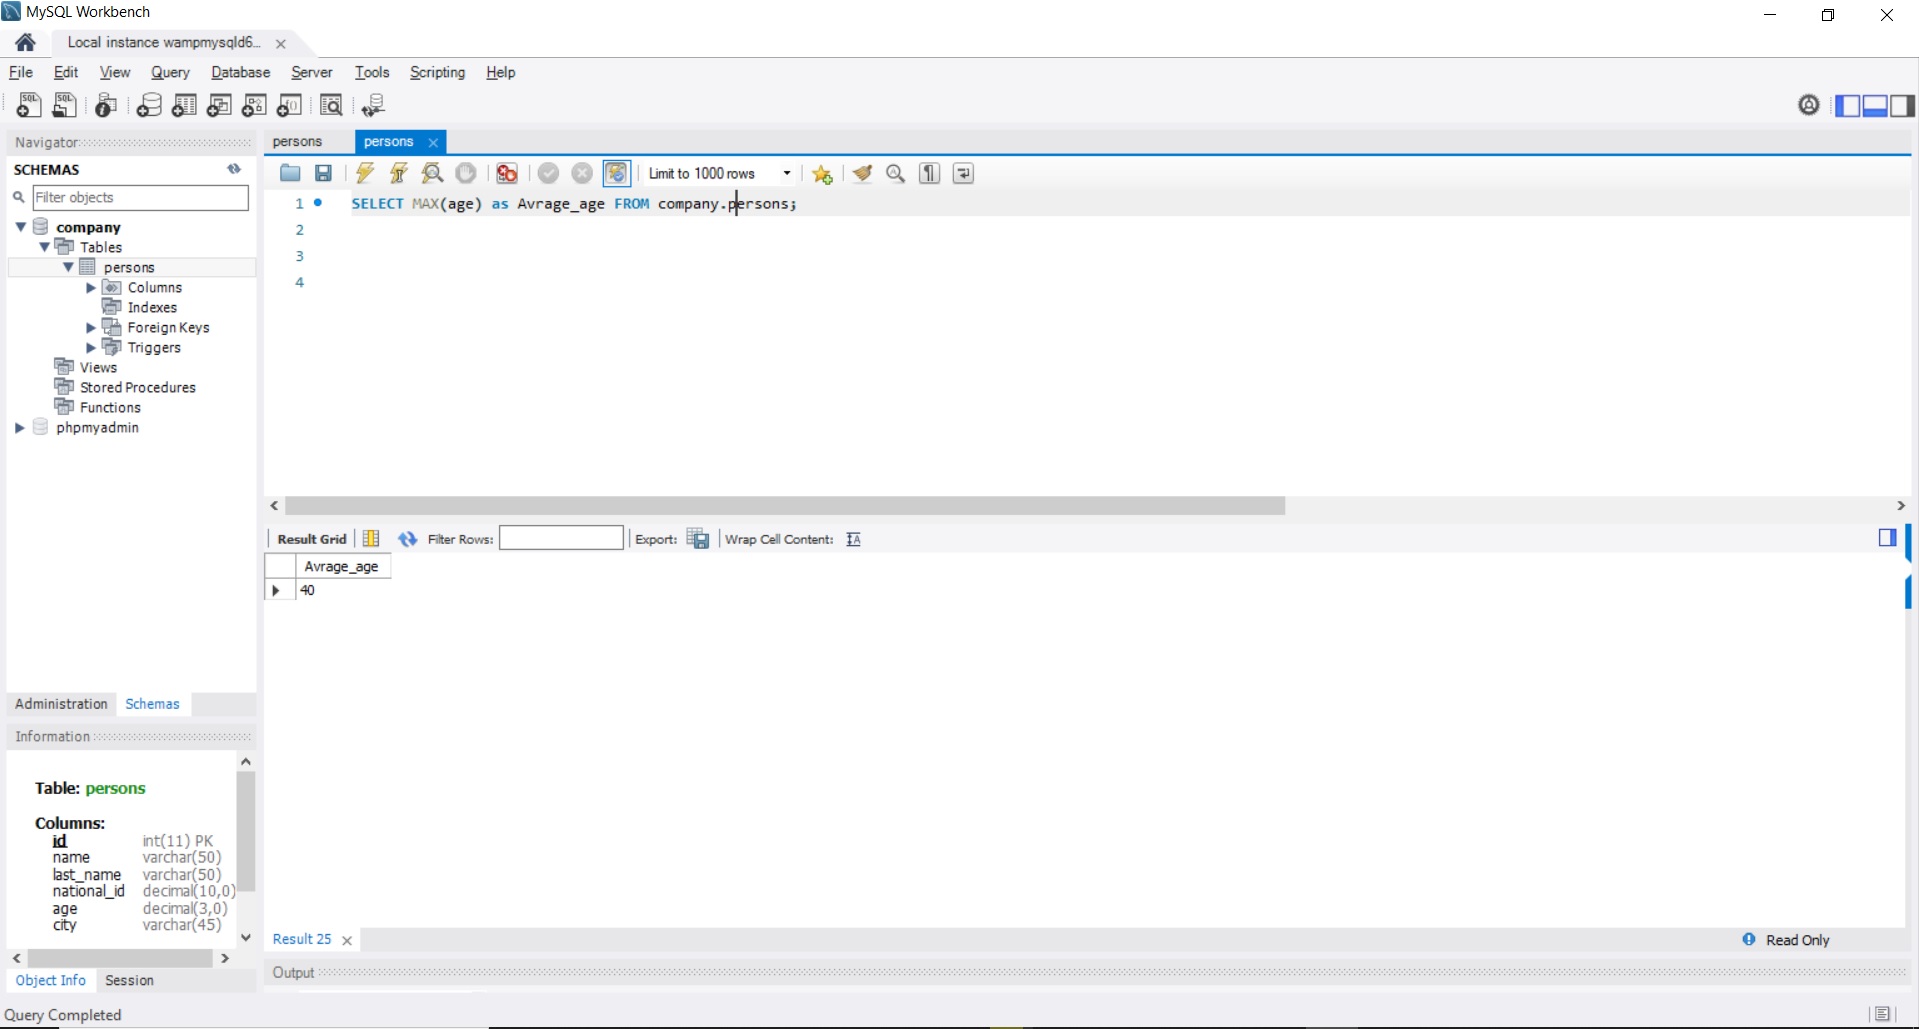 MySQL Workbench
Local instance wampmysqld6...
File Edit View Query Database Server Tools Scripting Help
Navigator
SCHEMAS
Filter objects
company
Tables
persons
Columns
Indexes
Foreign Keys
Triggers
Views
Stored Procedures
Functions
phpmyadmin
Administration Schemas
Information
Table: persons
Columns:
id int(11) PK
name varchar(50)
last_name varchar(50)
national_id decimal(10,0)
age decimal(3,0)
city varchar(45)
Object Info Session
persons persons
Limit to 1000 rows
1 SELECT MAX(age) as Avrage_age FROM company.persons;
2
3
4
Result Grid Filter Rows: Export: Wrap Cell Content:
Avrage_age
40
Result 25 Read Only
Output
Query Completed